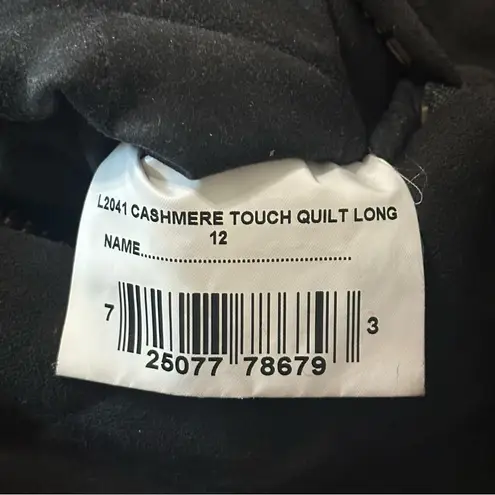 L2041 CASHMERE TOUCH QUILT LONG
12
NAME.............................................
7 25077 78679 3